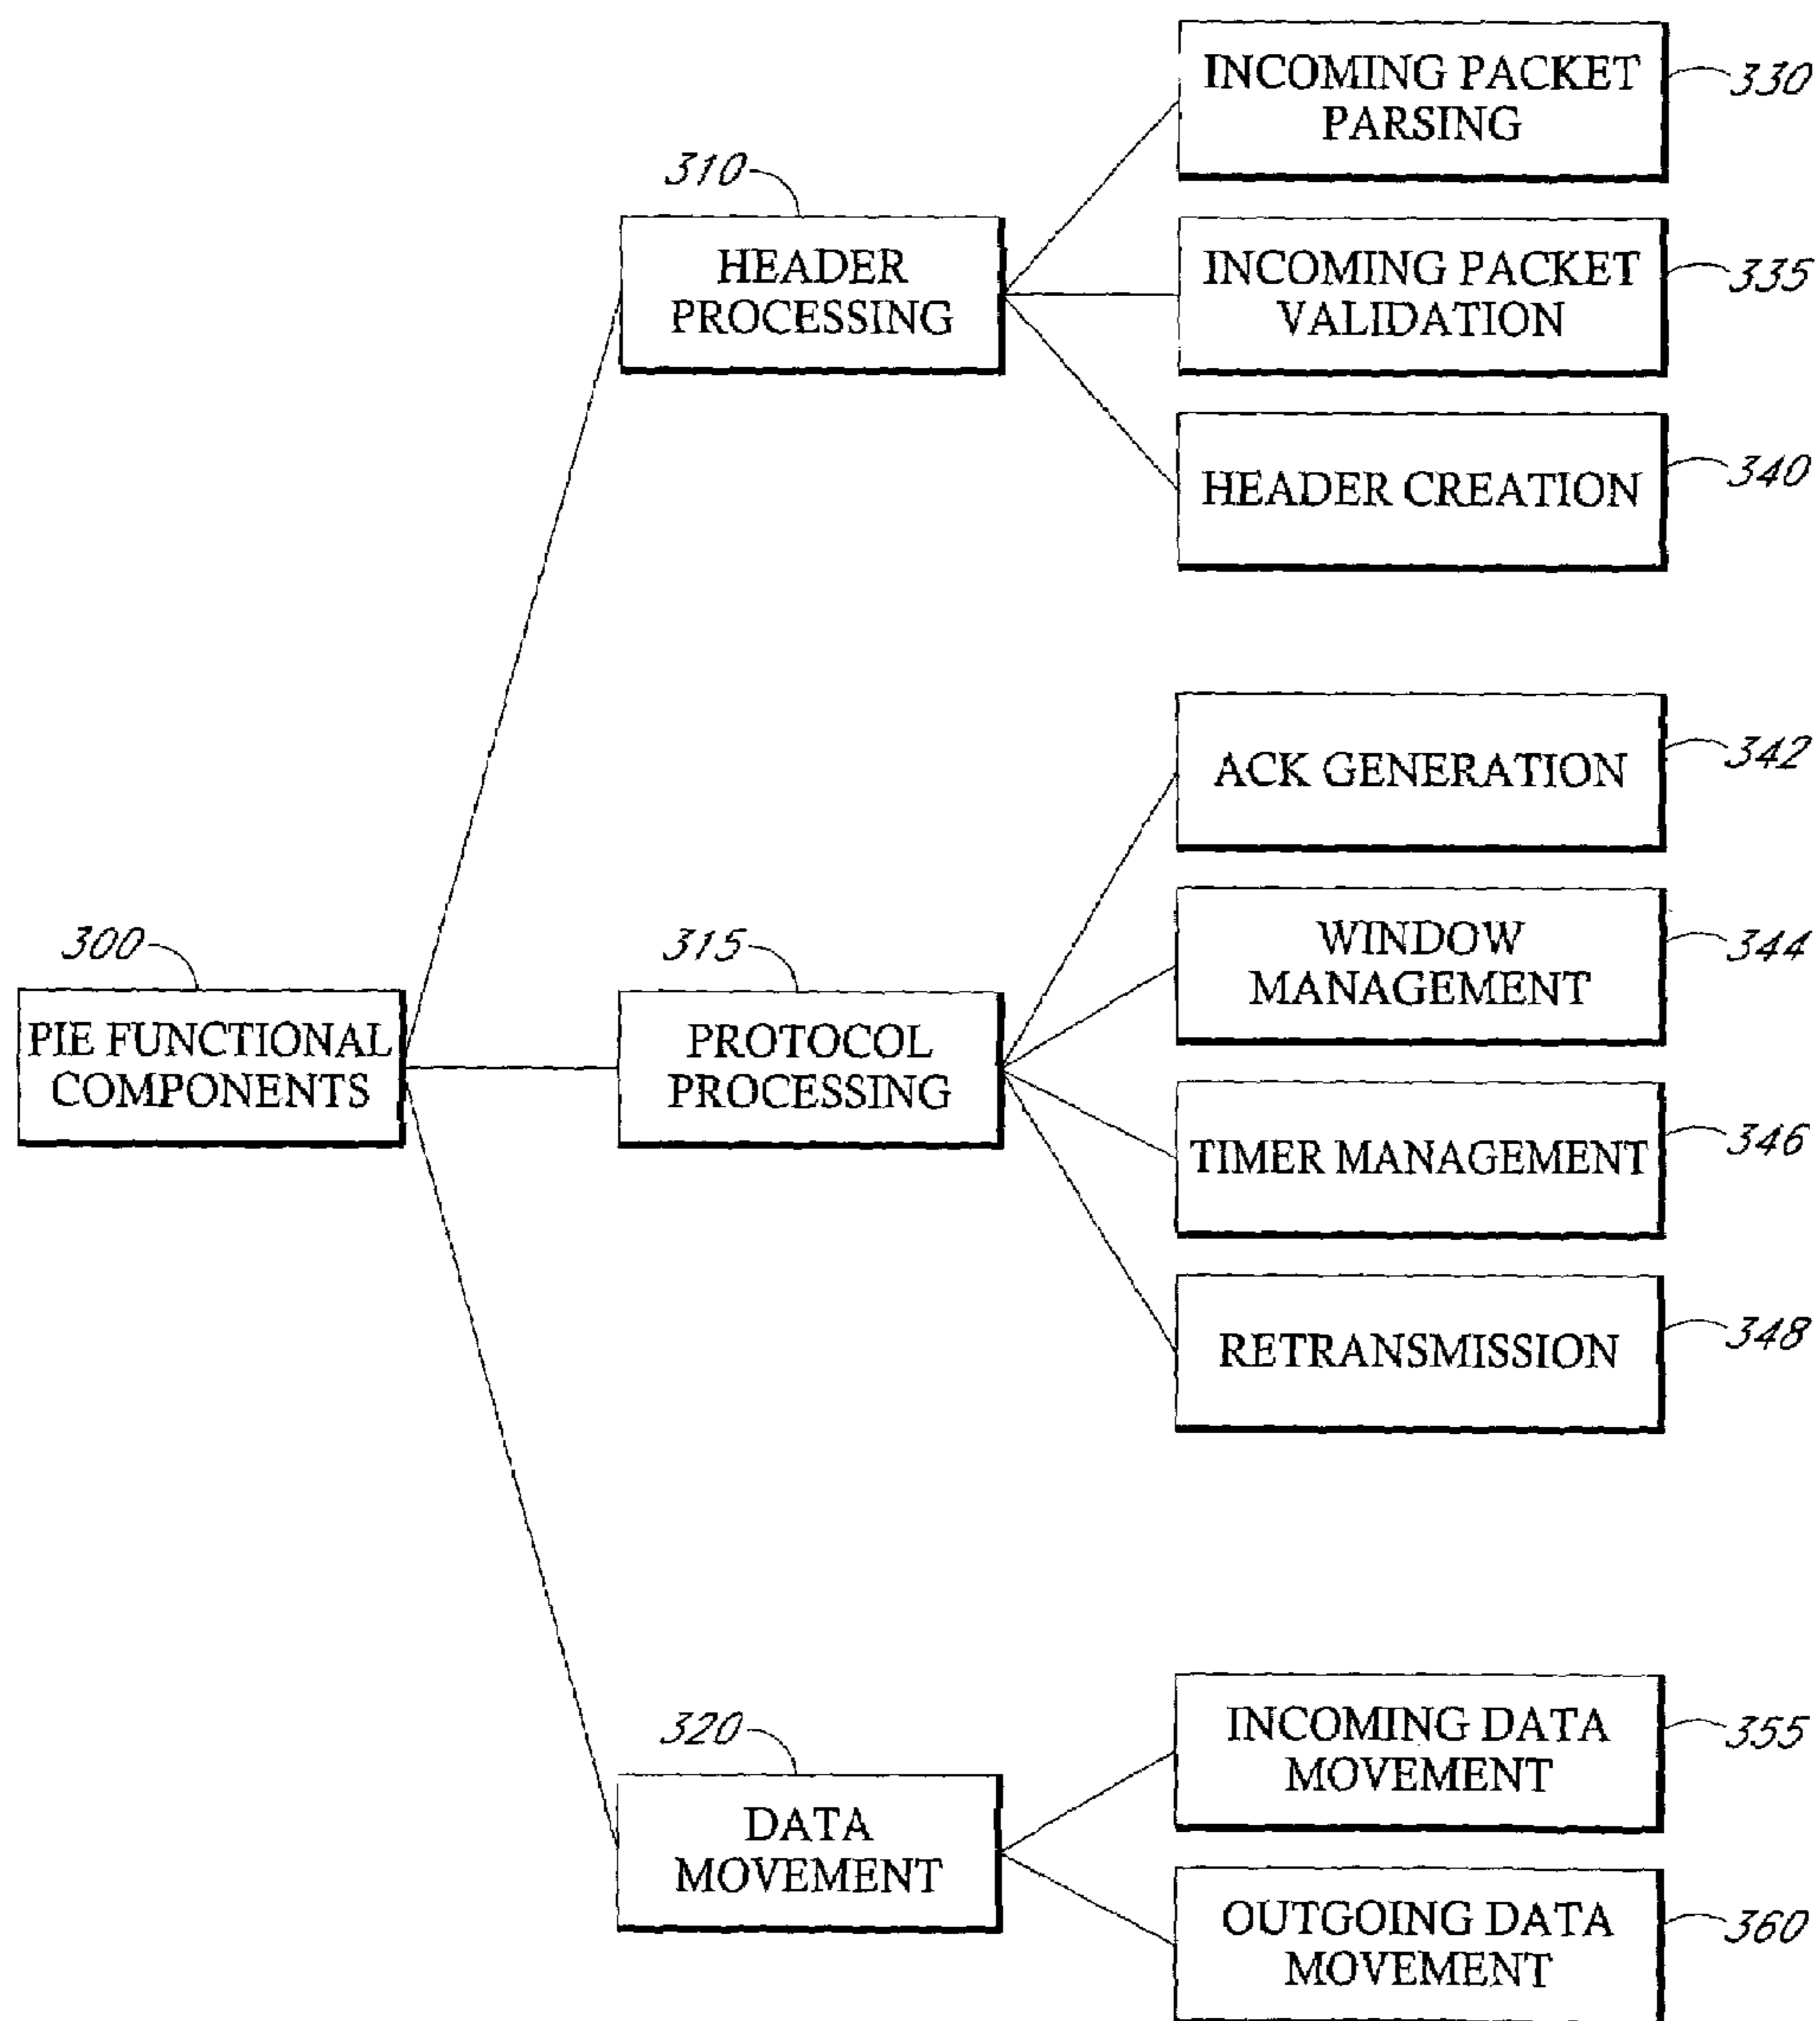 INCOMING PACKET
PARSING
330
310
HEADER
PROCESSING
INCOMING PACKET
VALIDATION
335
HEADER CREATION
340
ACK GENERATION
342
300
PIE FUNCTIONAL
COMPONENTS
315
PROTOCOL
PROCESSING
WINDOW
MANAGEMENT
344
TIMER MANAGEMENT
346
RETRANSMISSION
348
320
DATA
MOVEMENT
INCOMING DATA
MOVEMENT
355
OUTGOING DATA
MOVEMENT
360